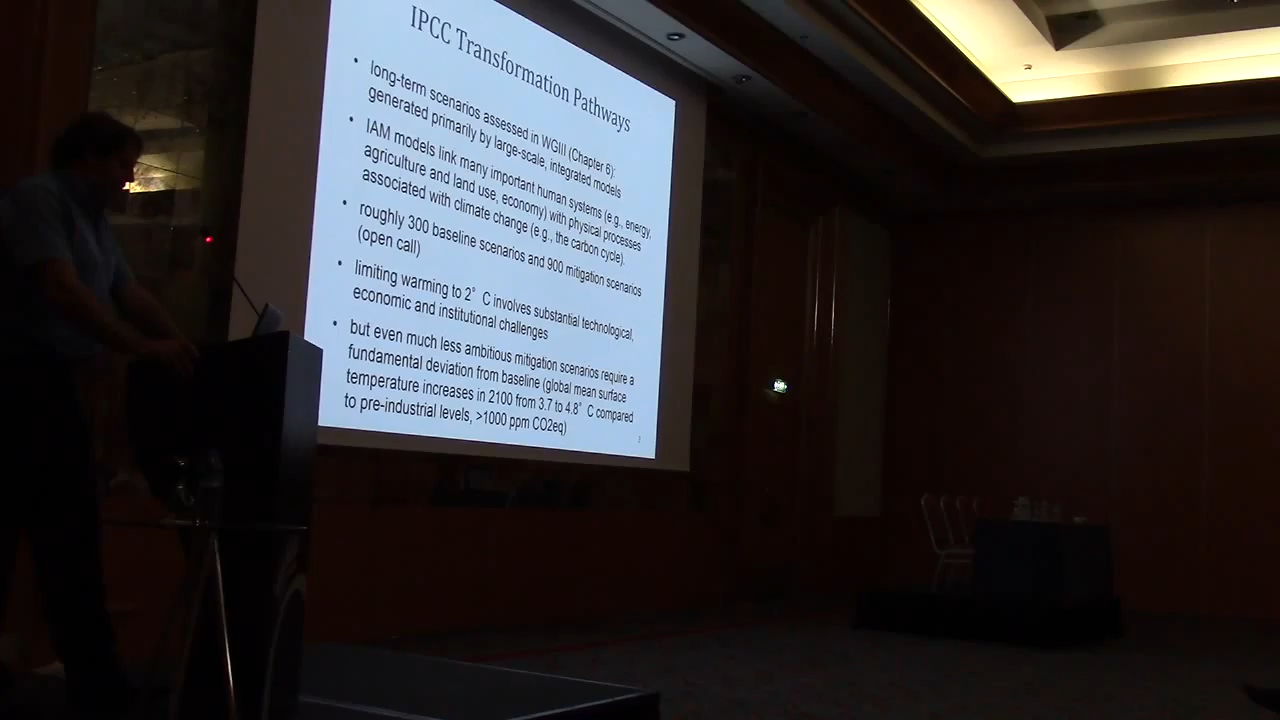 IPCC Transformation Pathways
• long-term scenarios assessed in WGIII (Chapter 6):
generated primarily by large-scale, integrated models
• IAM models link many important human systems (e.g., energy,
agriculture and land use, economy) with physical processes
associated with climate change (e.g., the carbon cycle).
• roughly 300 baseline scenarios and 900 mitigation scenarios
(open call)
• limiting warming to 2° C involves substantial technological,
economic and institutional challenges
• but even much less ambitious mitigation scenarios require a
fundamental deviation from baseline (global mean surface
temperature increases in 2100 from 3.7 to 4.8° C compared
to pre-industrial levels, >1000 ppm CO2eq)